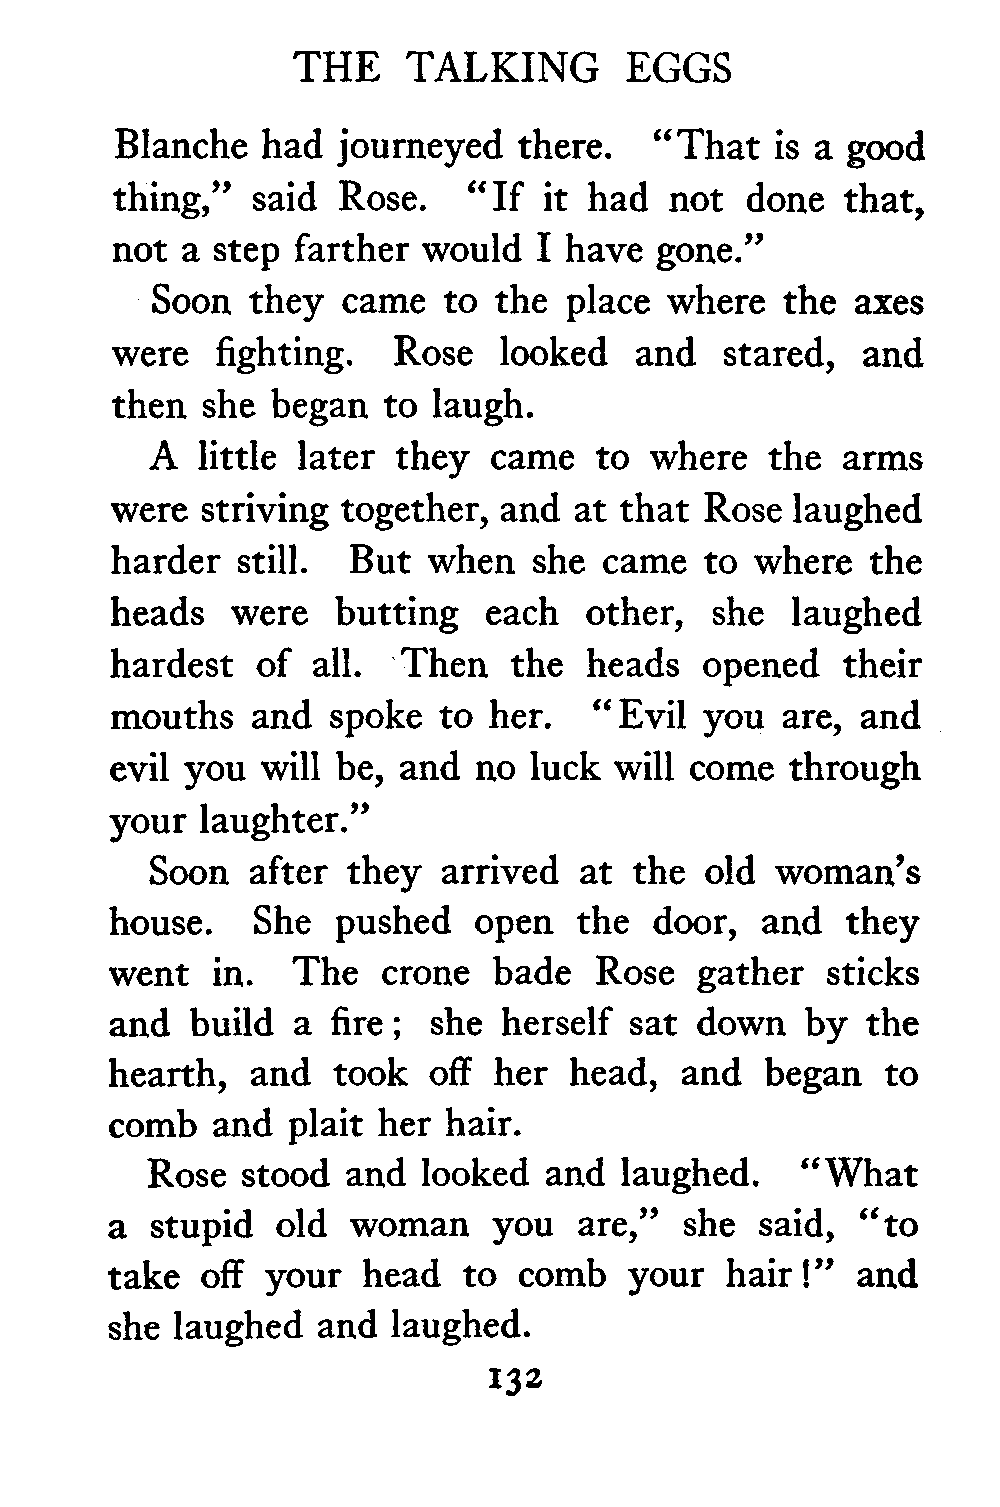 THE TALKING EGGS
Blanche had journeyed there. “That is a good
thing,” said Rose. “If it had not done that,
not a step farther would I have gone.”
Soon they came to the place where the axes
were fighting. Rose looked and stared, and
then she began to laugh.
A little later they came to where the arms
were striving together, and at that Rose laughed
harder still. But when she came to where the
heads were butting each other, she laughed
hardest of all. Then the heads opened their
mouths and spoke to her. “Evil you are, and
evil you will be, and no luck will come through
your laughter.”
Soon after they arrived at the old woman’s
house. She pushed open the door, and they
went in. The crone bade Rose gather sticks
and build a fire; she herself sat down by the
hearth, and took off her head, and began to
comb and plait her hair.
Rose stood and looked and laughed. “What
a stupid old woman you are,” she said, “to
take off your head to comb your hair!” and
she laughed and laughed.
132